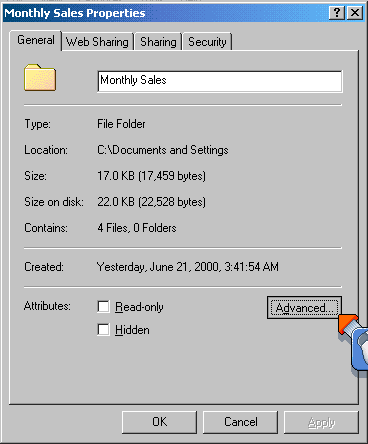 Monthly Sales Properties
General Web Sharing Sharing Security
Monthly Sales
Type: File Folder
Location: C:\Documents and Settings
Size: 17.0 KB (17,459 bytes)
Size on disk: 22.0 KB (22,528 bytes)
Contains: 4 Files, 0 Folders
Created: Yesterday, June 21, 2000, 3:41:54 AM
Attributes: Read-only Advanced...
Hidden
OK Cancel Apply